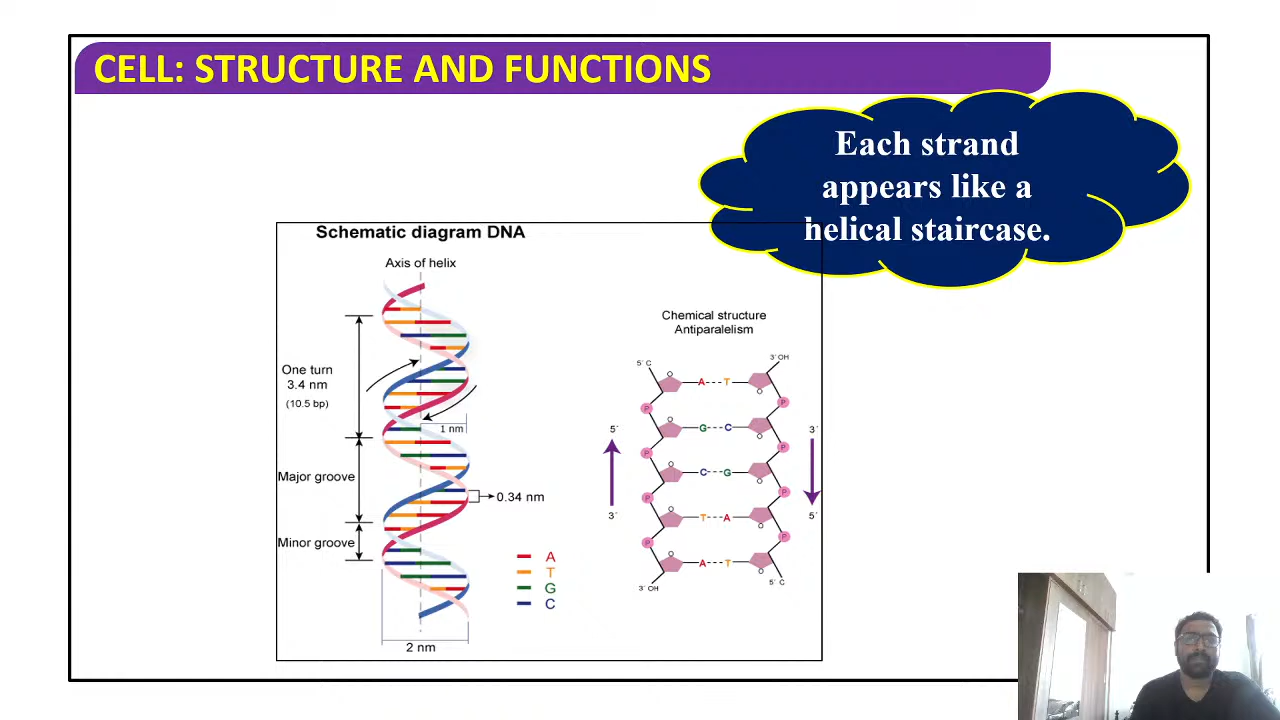 CELL: STRUCTURE AND FUNCTIONS
Each strand
appears like a
helical staircase.
Schematic diagram DNA
Axis of helix
One turn
3.4 nm
(10.5 bp)
1 nm
Major groove
0.34 nm
Minor groove
A
T
G
C
2 nm
Chemical structure
Antiparalelism
5´ C
3´ OH
O
A---T
O
P
P
O
G---C
O
5´
3´
P
P
O
C---G
O
P
P
3´
5´
O
T---A
O
P
P
O
A---T
O
3´ OH
5´ C